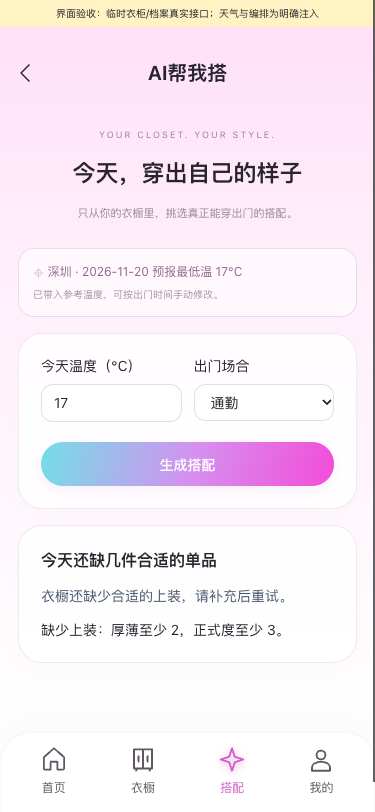 界面验收：临时衣柜/档案真实接口；天气与编排为明确注入
AI帮我搭
YOUR CLOSET. YOUR STYLE.
今天，穿出自己的样子
只从你的衣橱里，挑选真正能穿出门的搭配。
深圳 · 2026-11-20 预报最低温 17°C
已带入参考温度，可按出门时间手动修改。
今天温度（°C）
出门场合
17
通勤
生成搭配
今天还缺几件合适的单品
衣橱还缺少合适的上装，请补充后重试。
缺少上装：厚薄至少 2，正式度至少 3。
首页
衣橱
搭配
我的